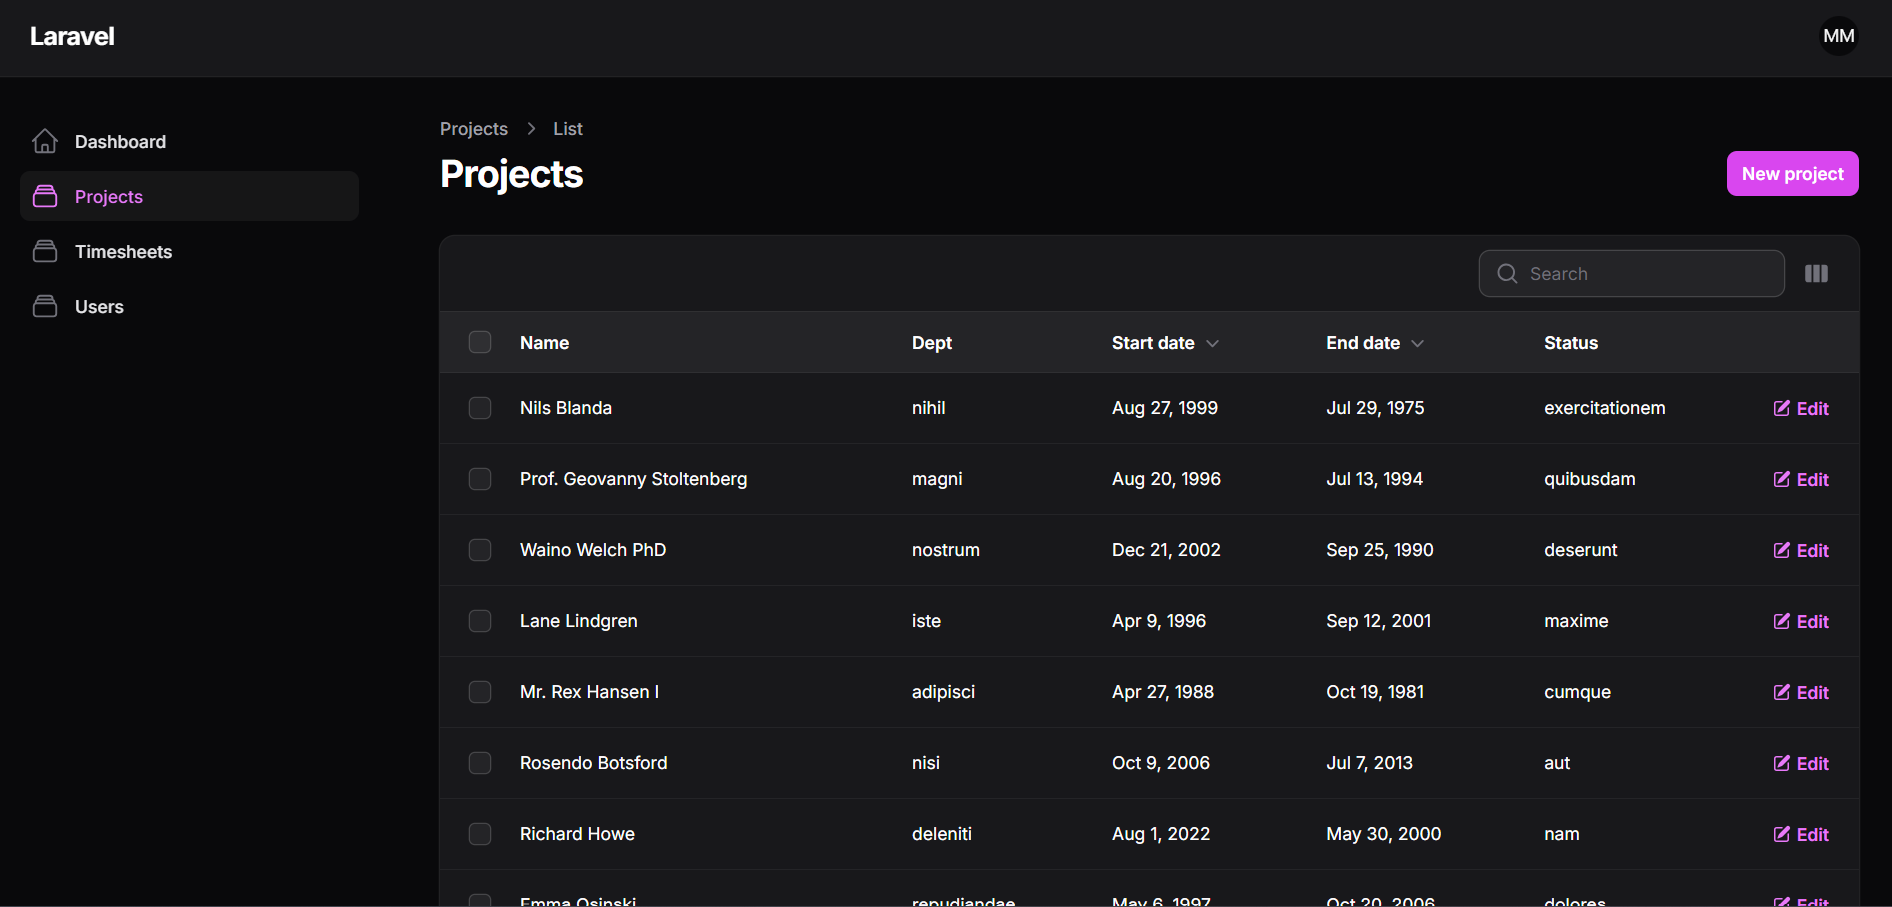 Laravel
MM
Dashboard
Projects
Timesheets
Users
Projects > List
Projects
New project
Search
Name Dept Start date End date Status
Nils Blanda nihil Aug 27, 1999 Jul 29, 1975 exercitationem Edit
Prof. Geovanny Stoltenberg magni Aug 20, 1996 Jul 13, 1994 quibusdam Edit
Waino Welch PhD nostrum Dec 21, 2002 Sep 25, 1990 deserunt Edit
Lane Lindgren iste Apr 9, 1996 Sep 12, 2001 maxime Edit
Mr. Rex Hansen I adipisci Apr 27, 1988 Oct 19, 1981 cumque Edit
Rosendo Botsford nisi Oct 9, 2006 Jul 7, 2013 aut Edit
Richard Howe deleniti Aug 1, 2022 May 30, 2000 nam Edit
Emma Osinski repudiandae May 6, 1997 Oct 20, 2006 dolores Edit